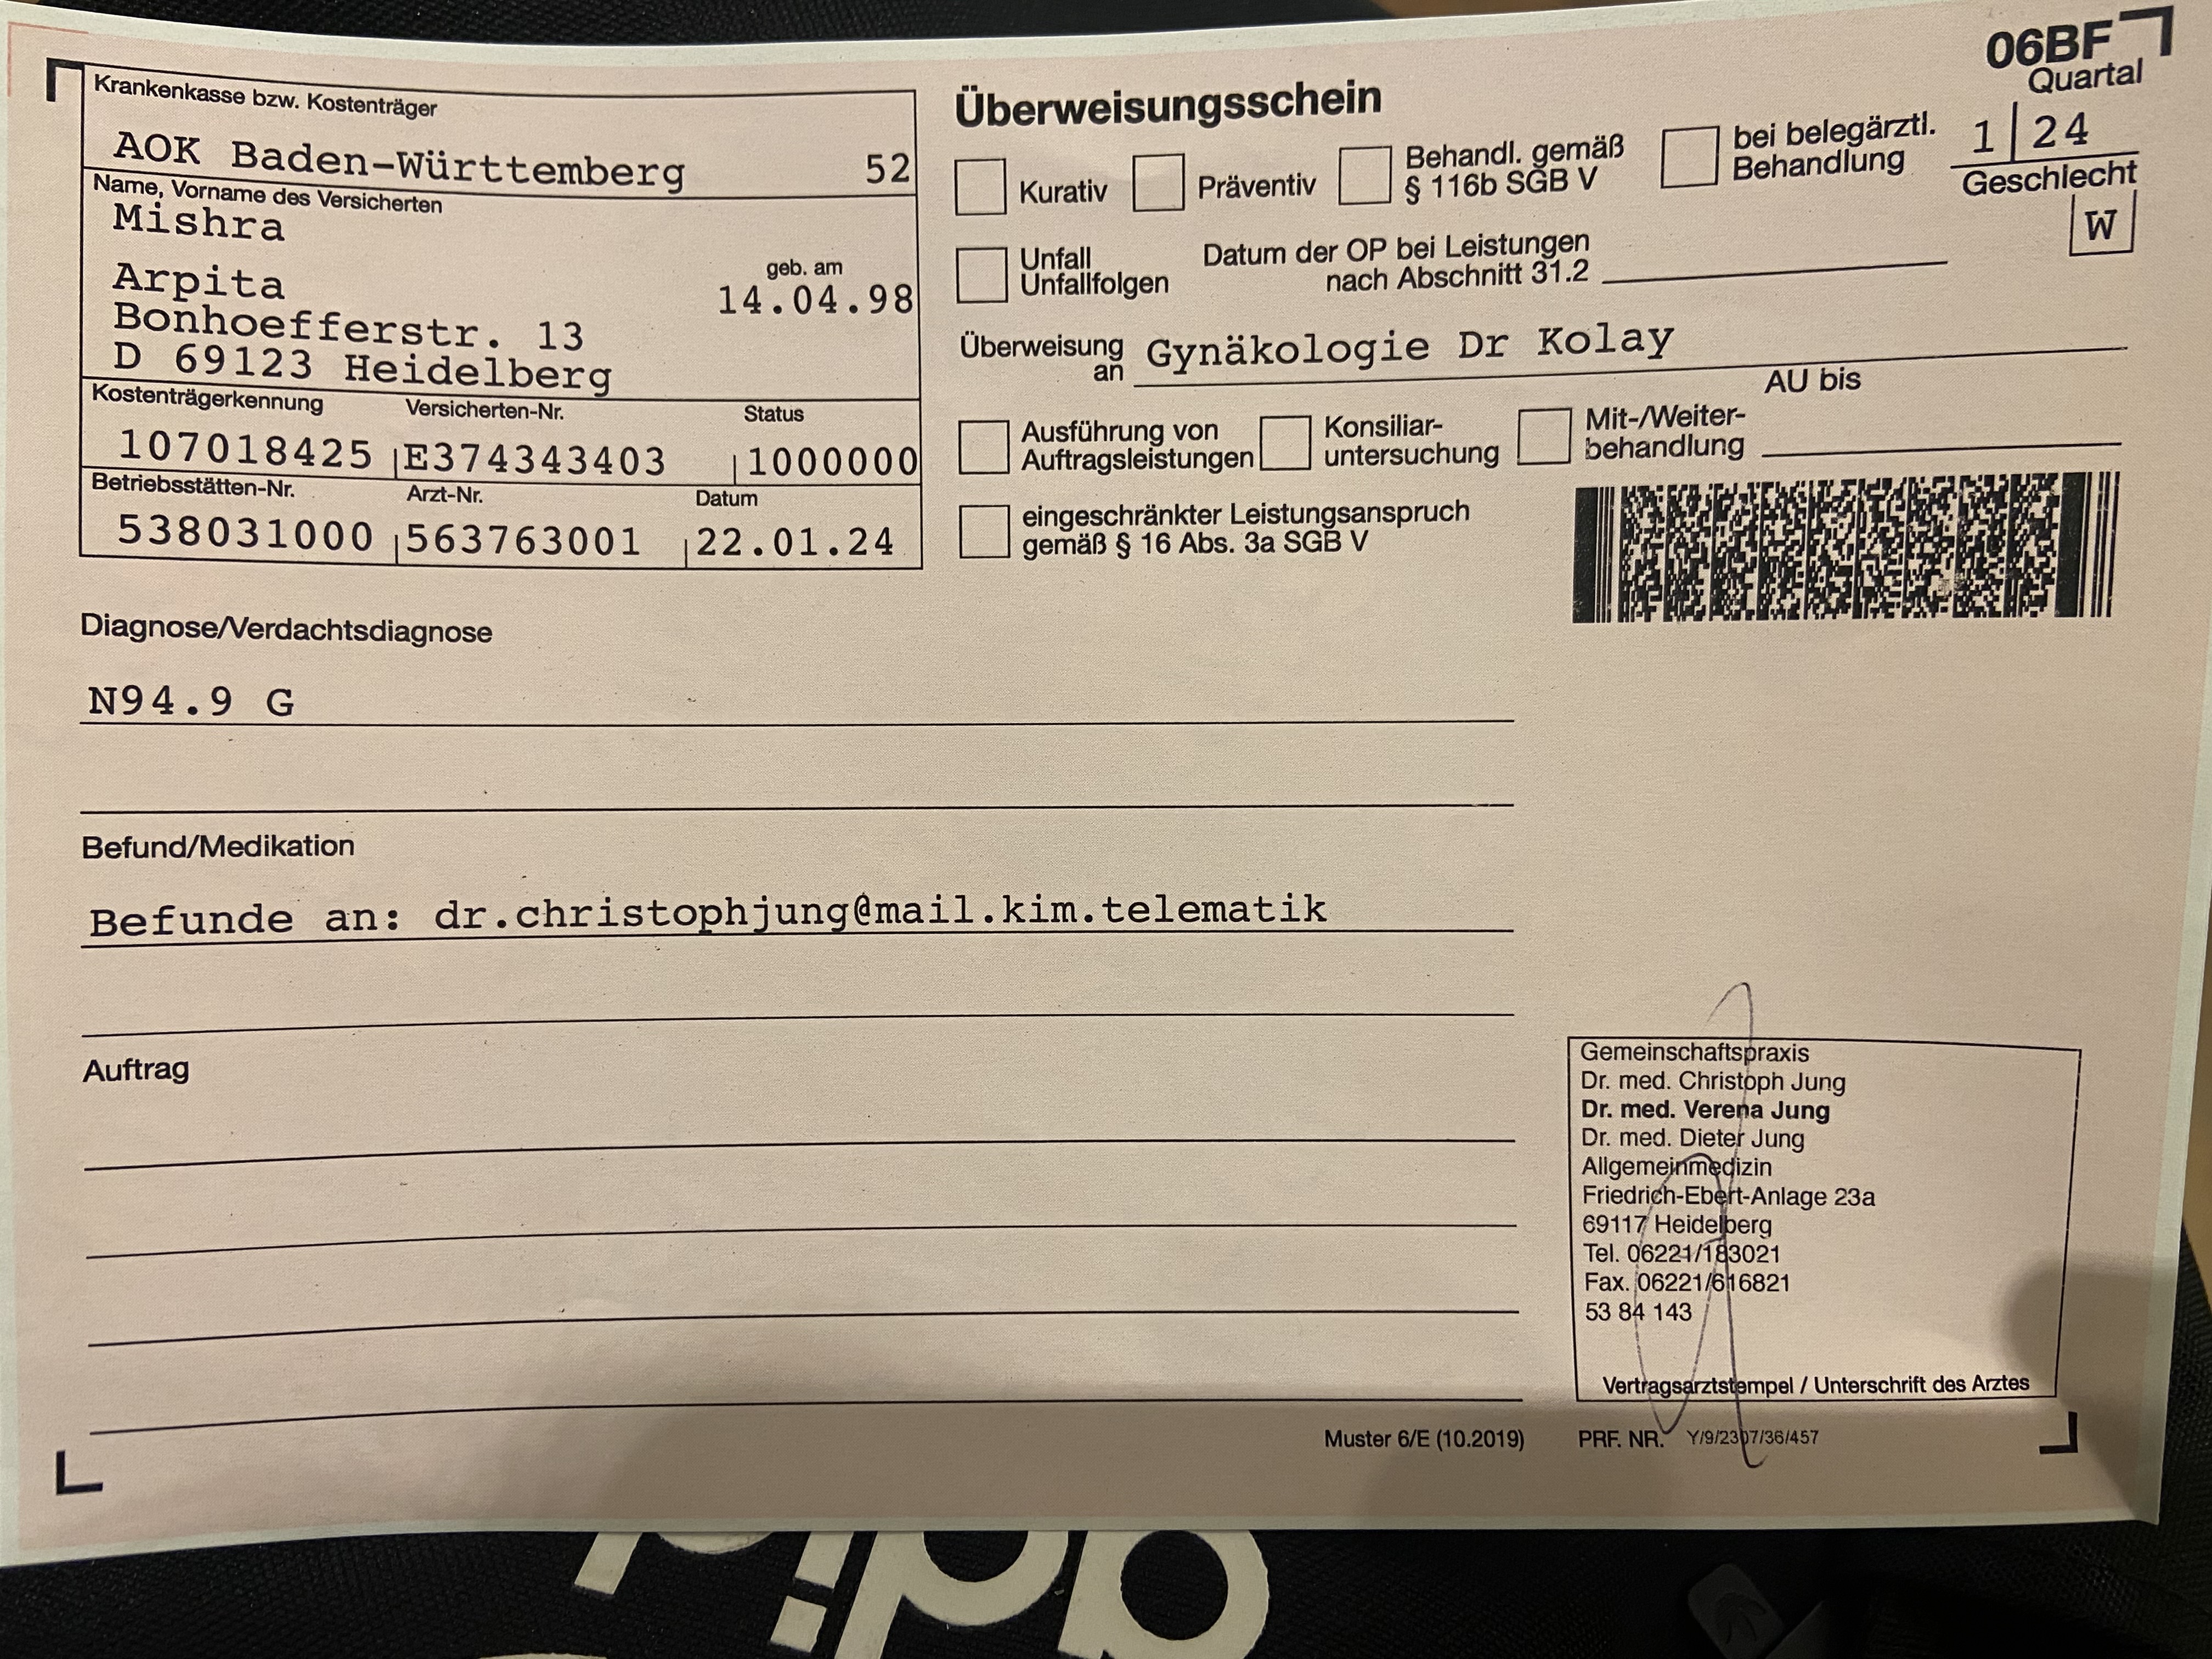 Krankenkasse bzw. Kostenträger
AOK Baden-Württemberg 52
Name, Vorname des Versicherten
Mishra
Arpita geb. am
Bonhoefferstr. 13 14.04.98
D 69123 Heidelberg
Kostenträgerkennung Versicherten-Nr. Status
107018425 E374343403 1000000
Betriebsstätten-Nr. Arzt-Nr. Datum
538031000 563763001 22.01.24
Überweisungsschein
06BF
Quartal
1 24
Kurativ
Präventiv
Behandl. gemäß
§ 116b SGB V
bei belegärztl.
Behandlung
Geschlecht
W
Unfall
Unfallfolgen
Datum der OP bei Leistungen
nach Abschnitt 31.2
Überweisung
an Gynäkologie Dr Kolay
AU bis
Ausführung von
Auftragsleistungen
Konsiliar-
untersuchung
Mit-/Weiter-
behandlung
eingeschränkter Leistungsanspruch
gemäß § 16 Abs. 3a SGB V
Diagnose/Verdachtsdiagnose
N94.9 G
Befund/Medikation
Befunde an: dr.christophjung@mail.kim.telematik
Auftrag
Gemeinschaftspraxis
Dr. med. Christoph Jung
Dr. med. Verena Jung
Dr. med. Dieter Jung
Allgemeinmedizin
Friedrich-Ebert-Anlage 23a
69117 Heidelberg
Tel. 06221/183021
Fax. 06221/616821
53 84 143
Vertragsarztstempel / Unterschrift des Arztes
Muster 6/E (10.2019)
PRF. NR. Y/9/2307/36/457